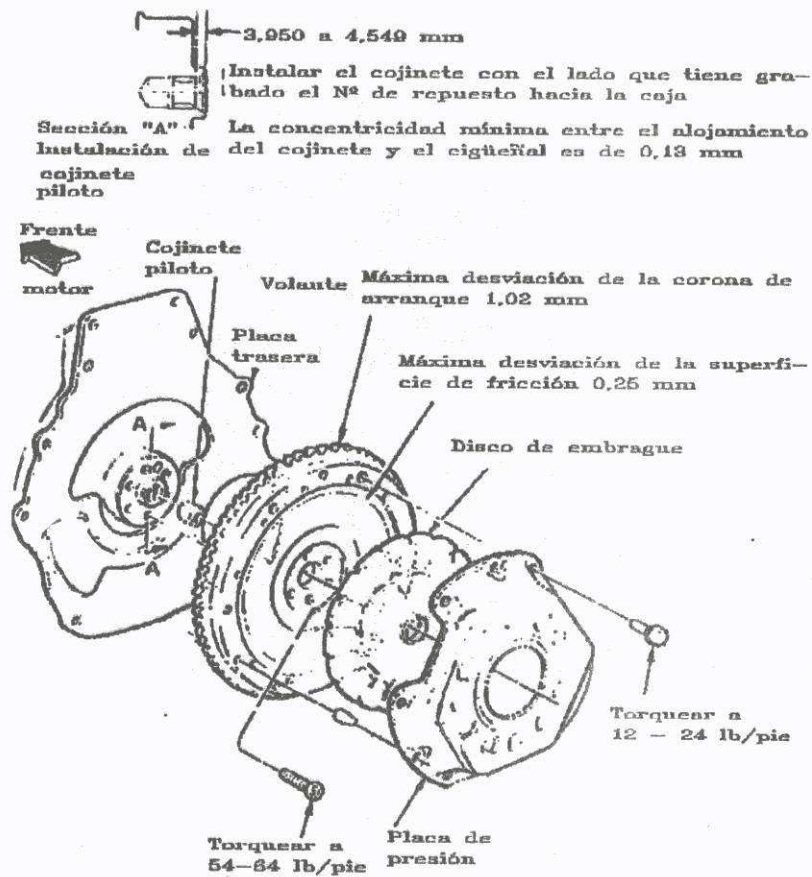 3,950 a 4,549 mm
Instalar el cojinete con el lado que tiene gra-
bado el Nº de repuesto hacia la caja
Sección "A"
Instalación de
cojinete
piloto
La concentricidad mínima entre el alojamiento
del cojinete y el cigüeñal es de 0,13 mm
Frente
motor
Cojinete
piloto
Placa
trasera
Volante
Máxima desviación de la corona de
arranque 1,02 mm
Máxima desviación de la superfi-
cie de fricción 0,25 mm
Disco de embrague
A
A
Torquear a
12 - 24 lb/pie
Torquear a
54-64 lb/pie
Placa de
presión